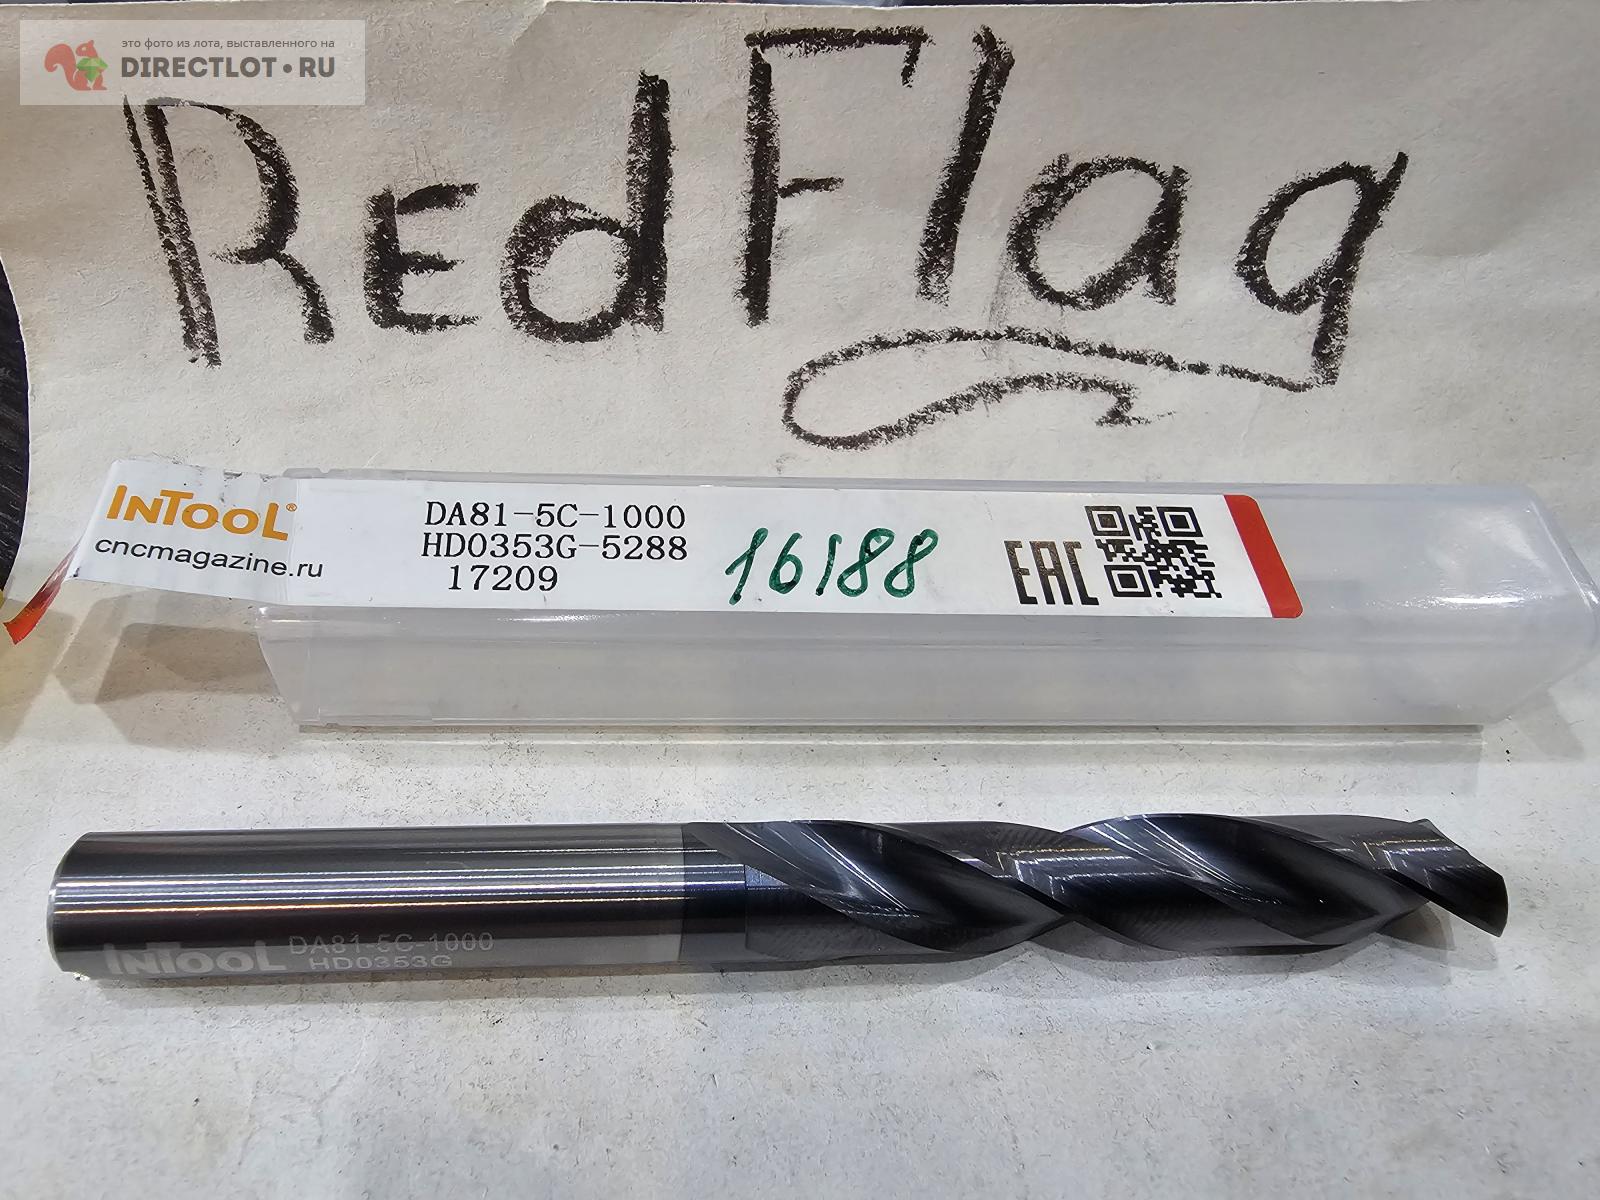 это фото из лота, выставленного на
DIRECTLOT•RU
RedFlag
INTOOL®
cncmagazine.ru
DA81-5C-1000
HD0353G-5288
17209
16188
EAC
INTOOL DA81-5C-1000
HD0353G